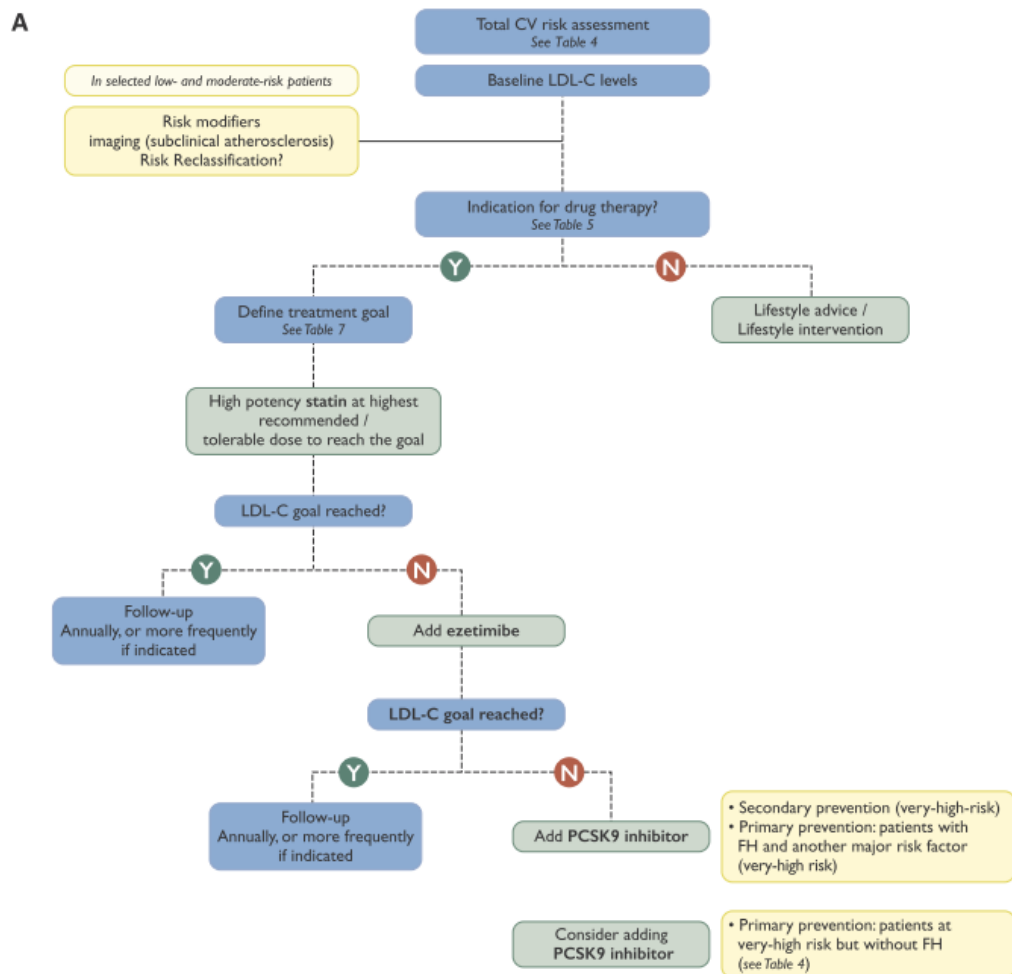 A
Total CV risk assessment
See Table 4
In selected low- and moderate-risk patients
Baseline LDL-C levels
Risk modifiers
imaging (subclinical atherosclerosis)
Risk Reclassification?
Indication for drug therapy?
See Table 5
Y
N
Define treatment goal
See Table 7
Lifestyle advice /
Lifestyle intervention
High potency statin at highest
recommended /
tolerable dose to reach the goal
LDL-C goal reached?
Y
N
Follow-up
Annually, or more frequently
if indicated
Add ezetimibe
LDL-C goal reached?
Y
N
Follow-up
Annually, or more frequently
if indicated
Add PCSK9 inhibitor
• Secondary prevention (very-high-risk)
• Primary prevention: patients with
FH and another major risk factor
(very-high risk)
Consider adding
PCSK9 inhibitor
• Primary prevention: patients at
very-high risk but without FH
(see Table 4)